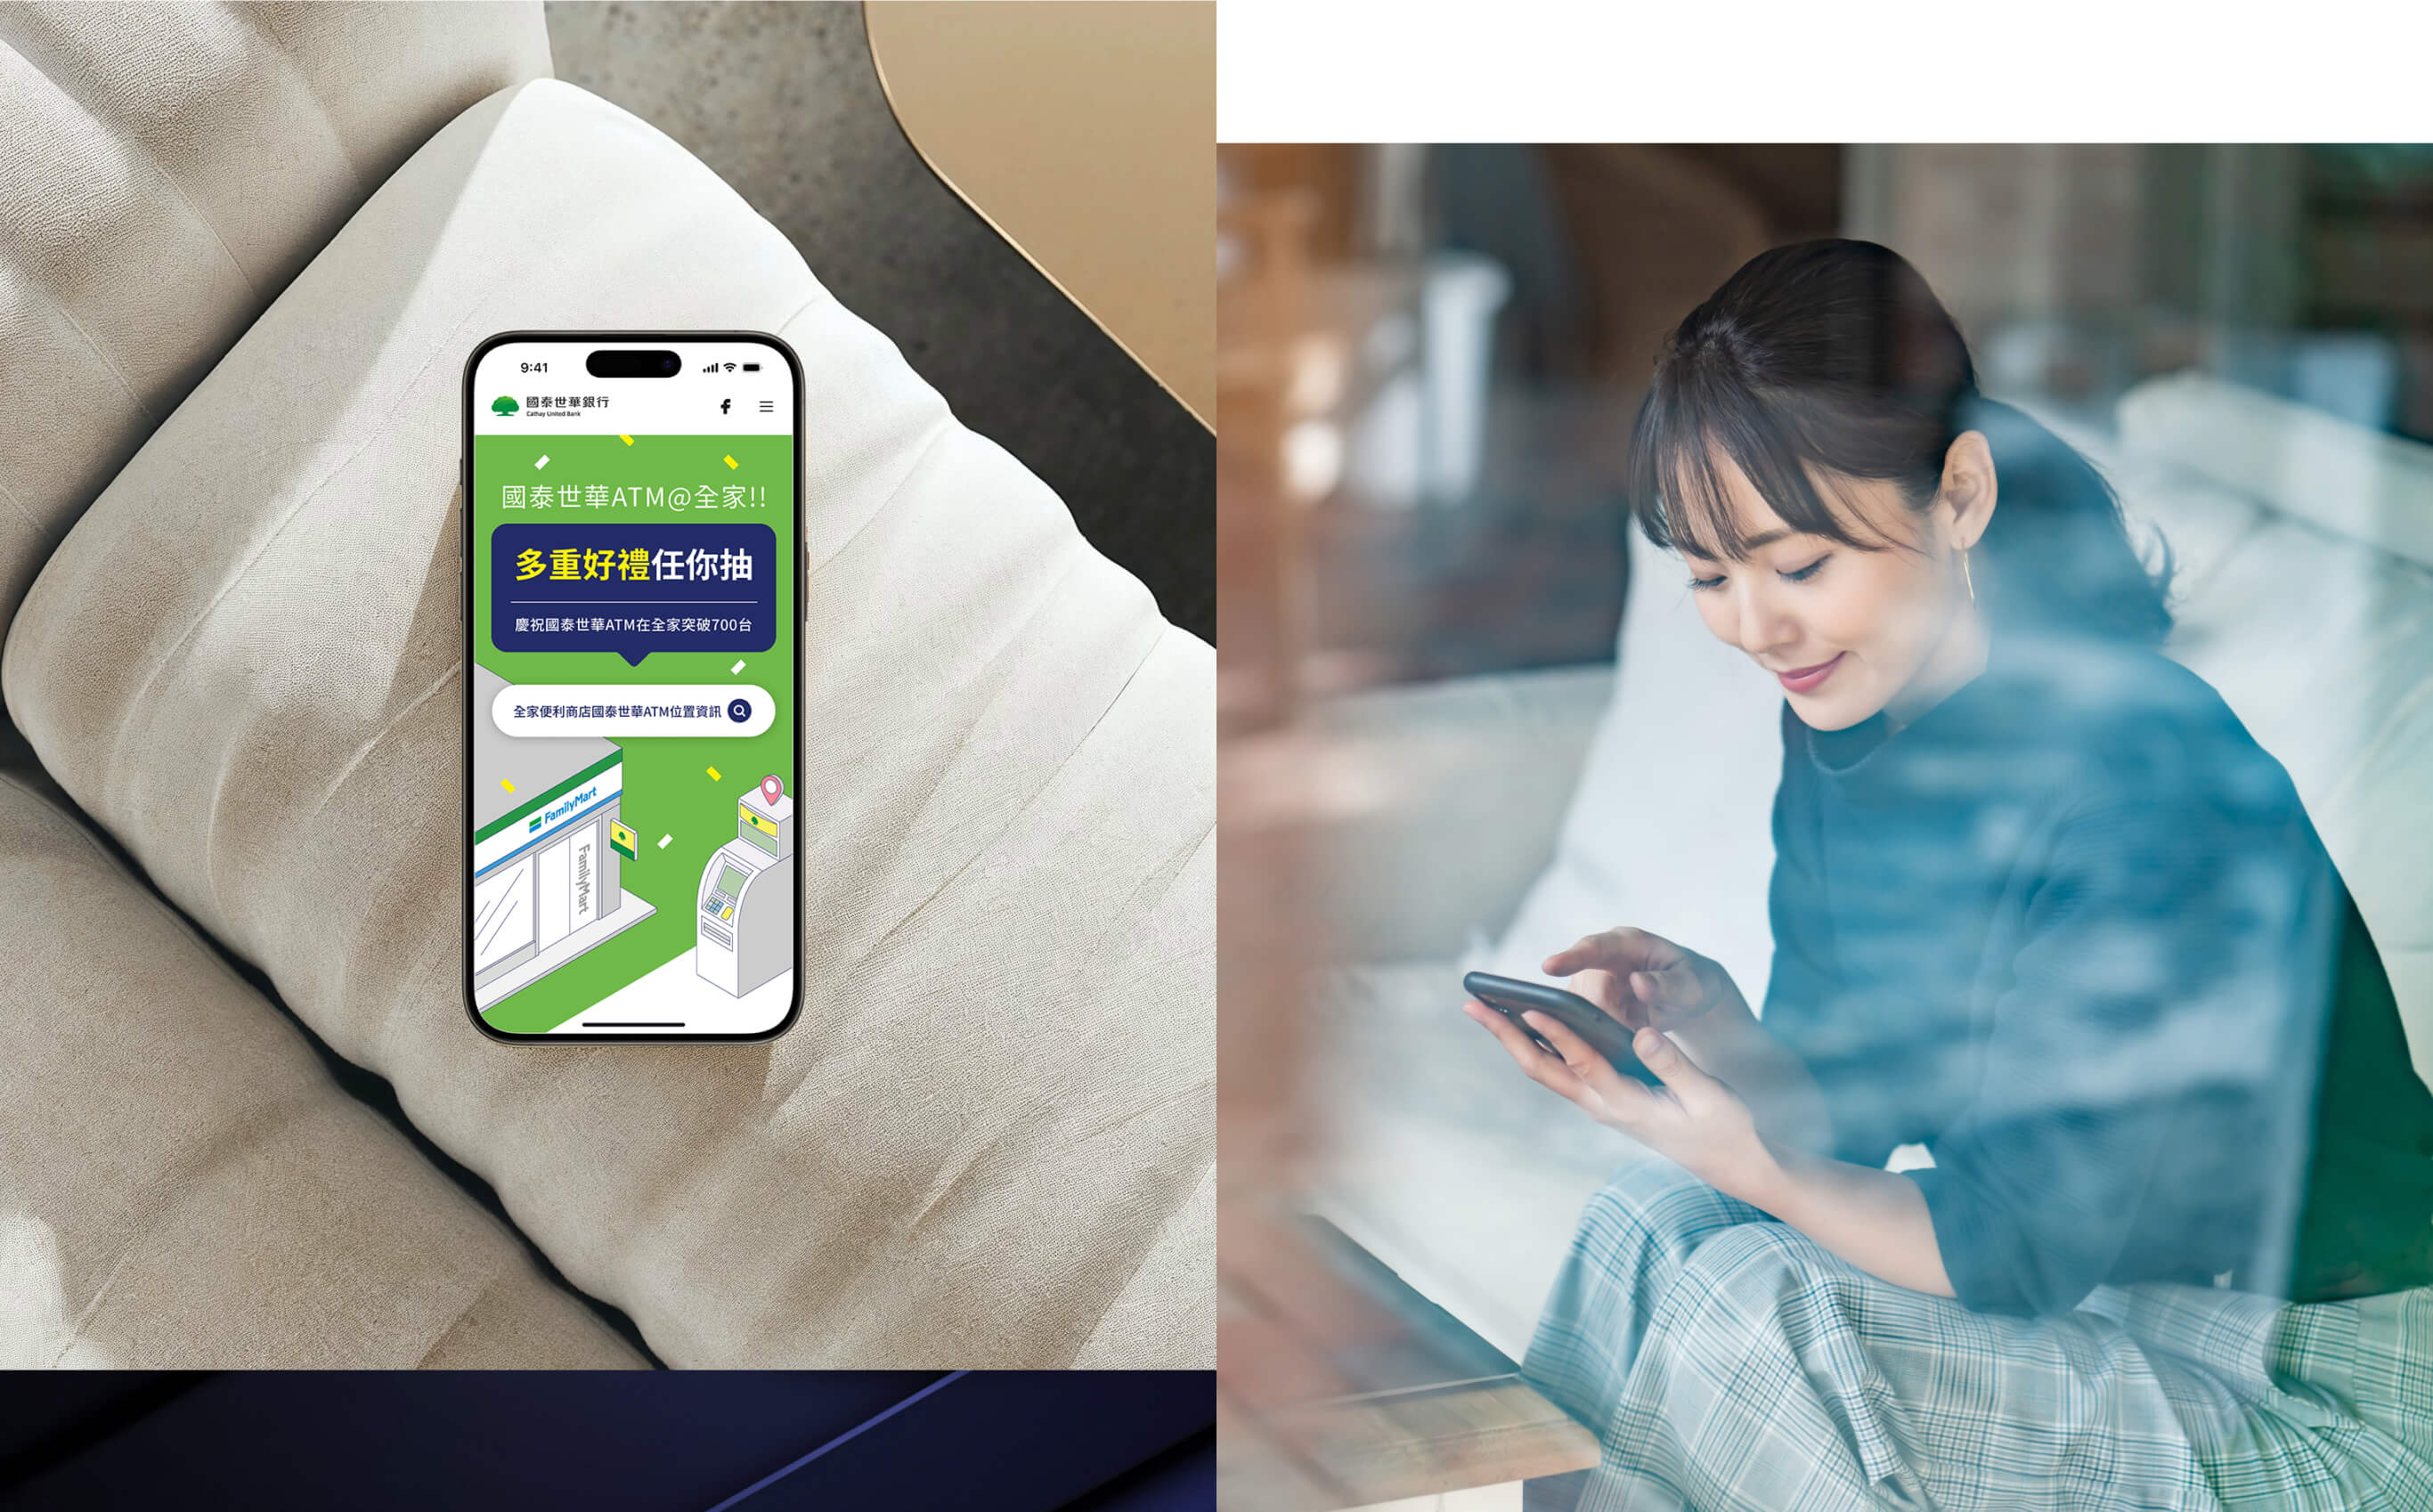 9:41
國泰世華銀行
Cathay United Bank
國泰世華ATM@全家!!
多重好禮任你抽
慶祝國泰世華ATM在全家突破700台
全家便利商店國泰世華ATM位置資訊
FamilyMart
FamilyMart